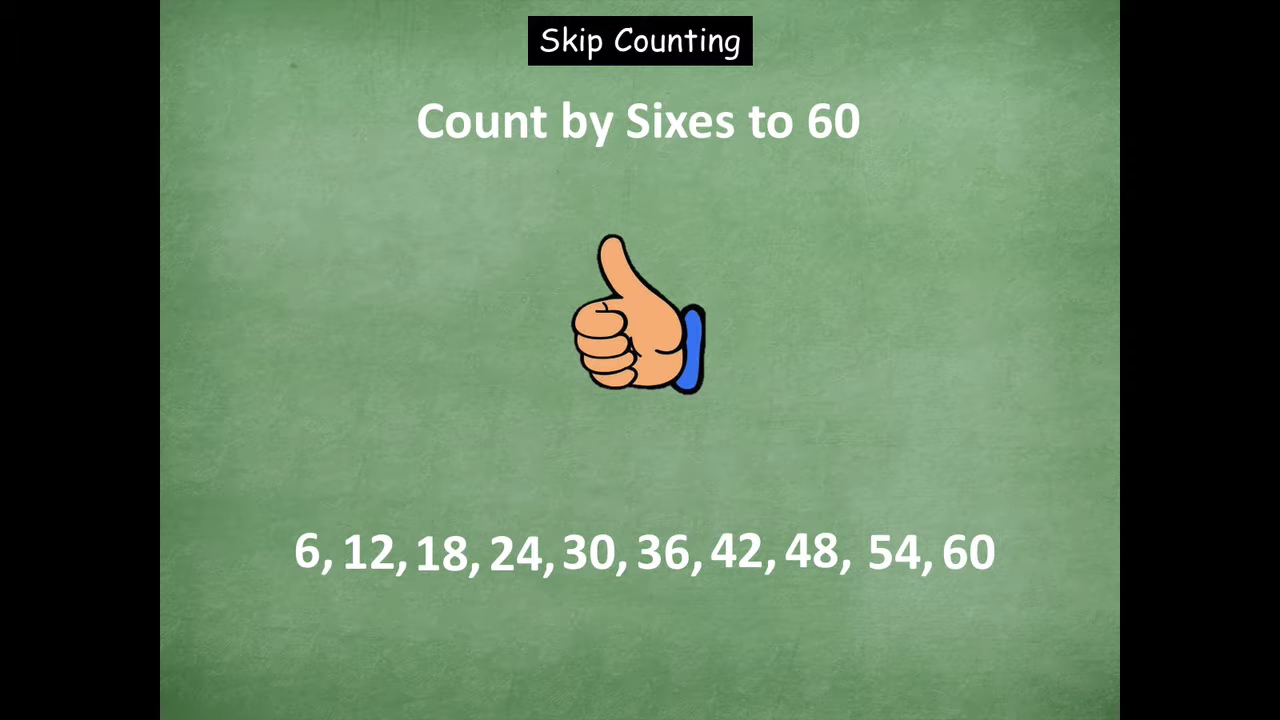 Skip Counting
Count by Sixes to 60
6, 12, 18, 24, 30, 36, 42, 48, 54, 60